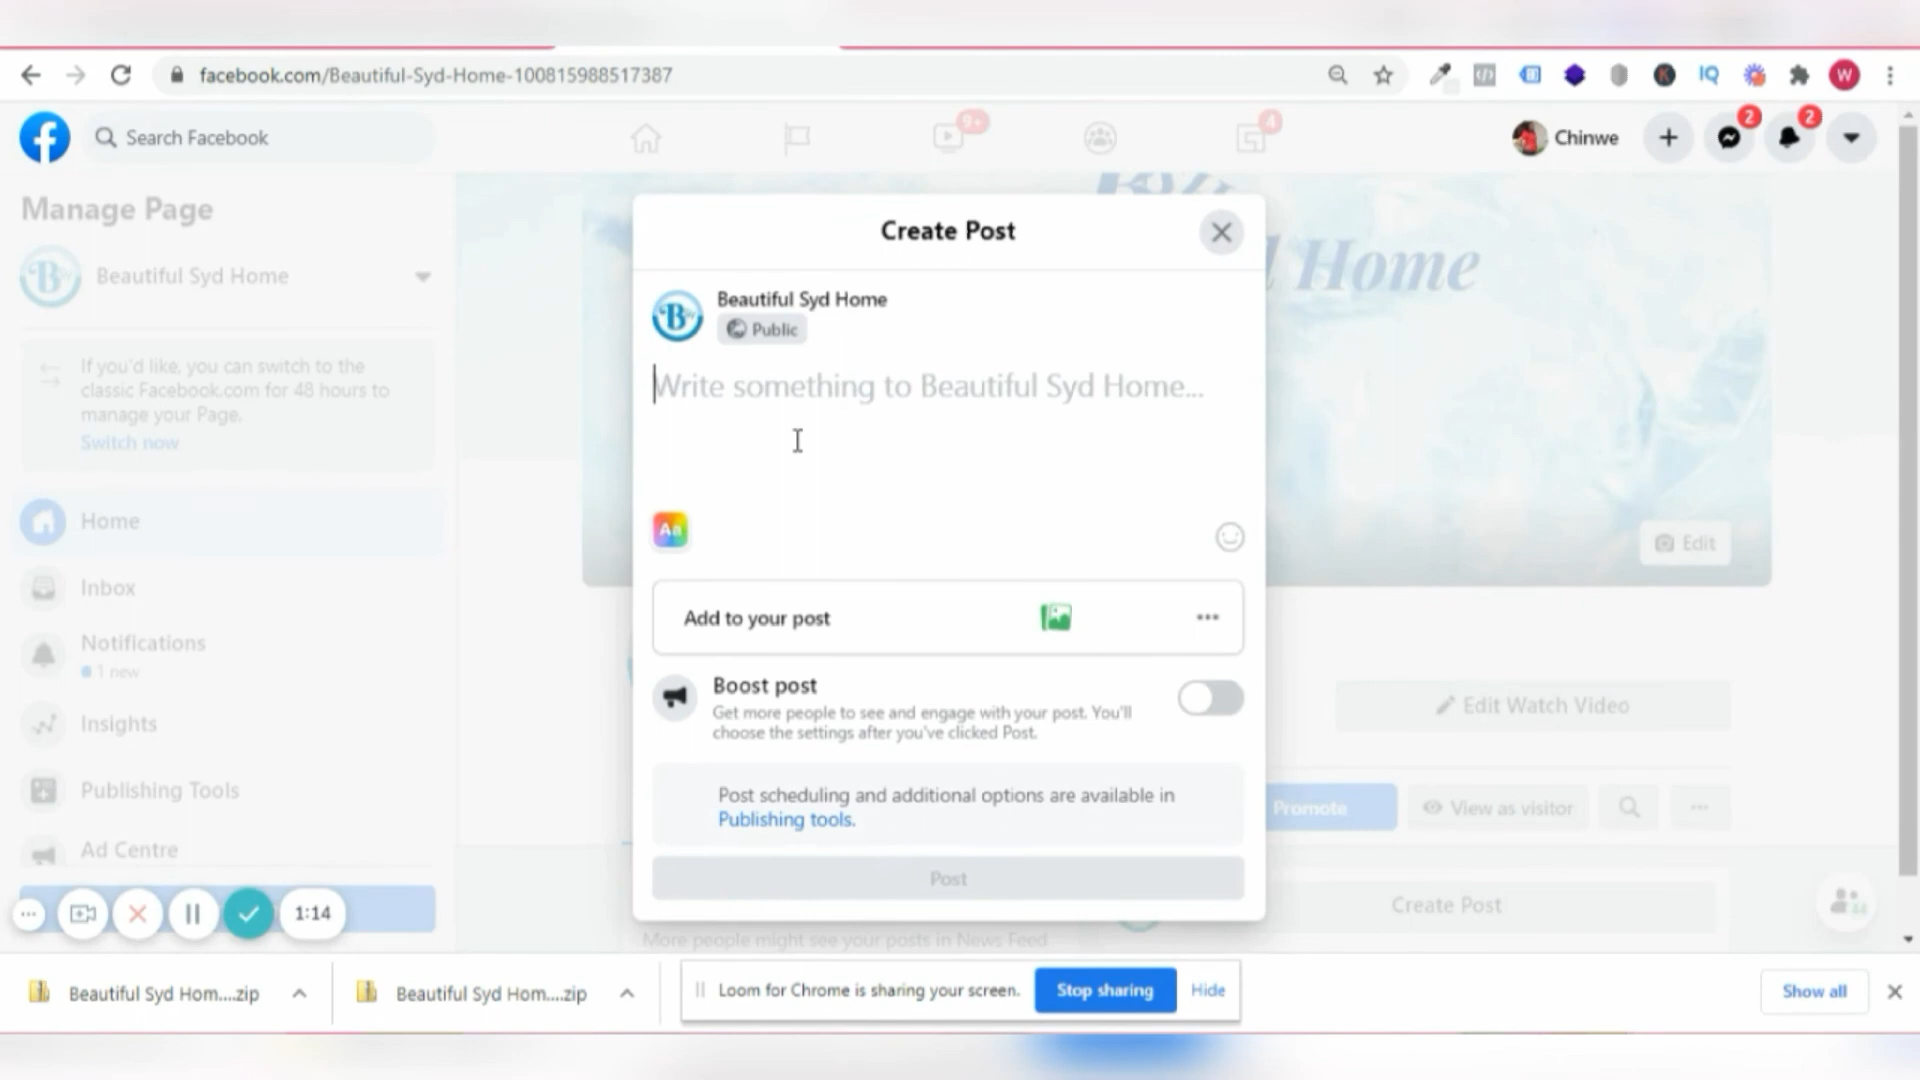 facebook.com/Beautiful-Syd-Home-100815988517387
IQ
W
Search Facebook
9+
4
Chinwe
2
2
Manage Page
Beautiful Syd Home
If you'd like, you can switch to the
classic Facebook.com for 48 hours to
manage your Page.
Switch now
Home
Inbox
Notifications
1 new
Insights
Publishing Tools
Ad Centre
1:14
Home
Edit
Create Post
Beautiful Syd Home
Public
Write something to Beautiful Syd Home...
Aa
Add to your post
Boost post
Get more people to see and engage with your post. You'll
choose the settings after you've clicked Post.
Post scheduling and additional options are available in
Publishing tools.
Post
Edit Watch Video
Promote
View as visitor
Create Post
44
More people might see your posts in News Feed
Beautiful Syd Hom....zip
Beautiful Syd Hom....zip
Loom for Chrome is sharing your screen.
Stop sharing
Hide
Show all